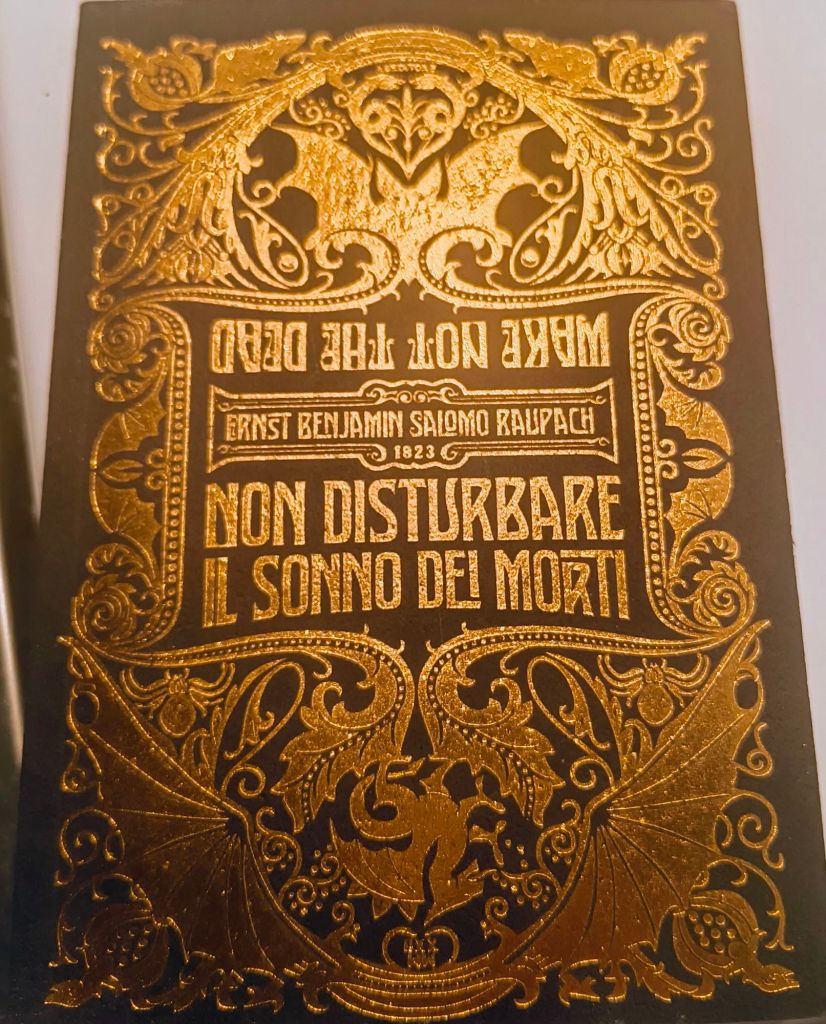 WAKE NOT THE DEAD
ERNST BENJAMIN SALOMO RAUPACH
1823
NON DISTURBARE
IL SONNO DEI MORTI